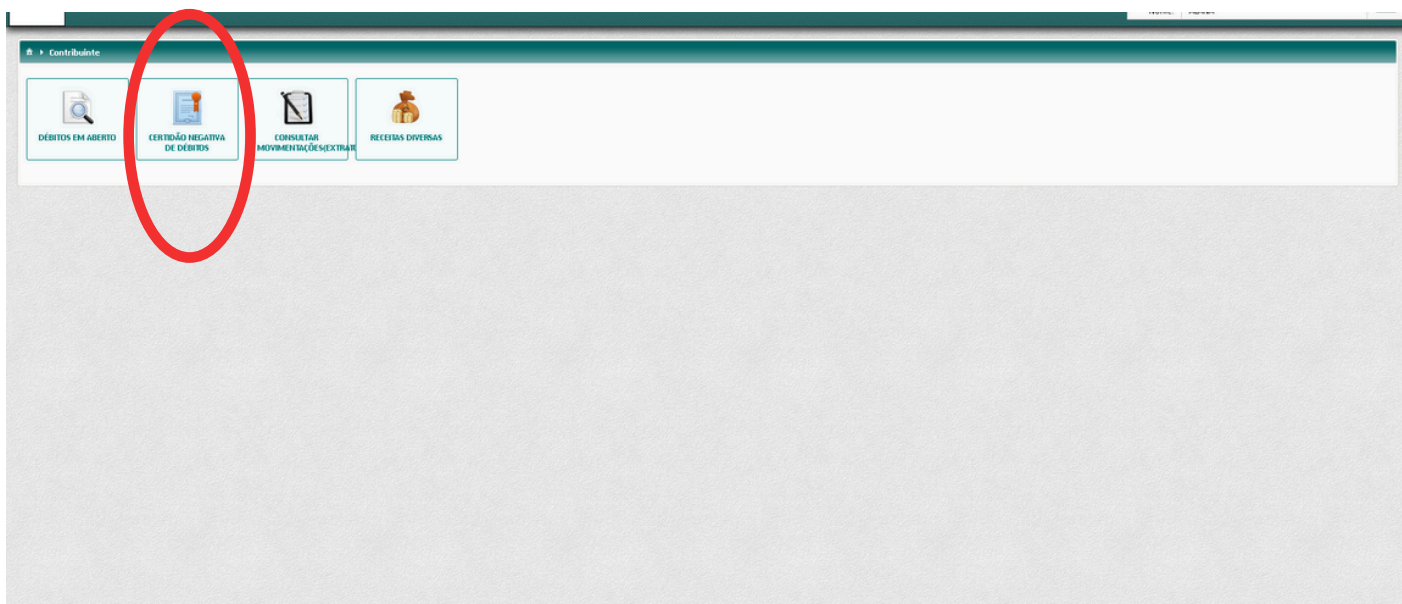 Contribuinte
DÉBITOS EM ABERTO
CERTIDÃO NEGATIVA
DE DÉBITOS
CONSULTAR
MOVIMENTAÇÕES(EXTRAT
RECEITAS DIVERSAS